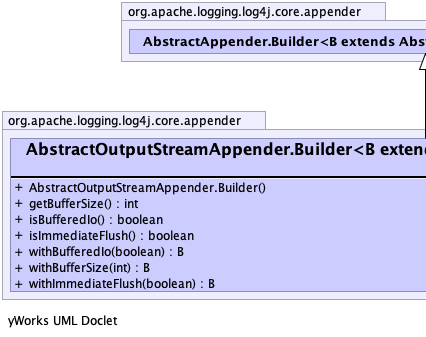 org.apache.logging.log4j.core.appender
AbstractAppender.Builder<B extends Abs
org.apache.logging.log4j.core.appender
AbstractOutputStreamAppender.Builder<B exten
+ AbstractOutputStreamAppender.Builder()
+ getBufferSize() : int
+ isBufferedIo() : boolean
+ isImmediateFlush() : boolean
+ withBufferedIo(boolean) : B
+ withBufferSize(int) : B
+ withImmediateFlush(boolean) : B
yWorks UML Doclet